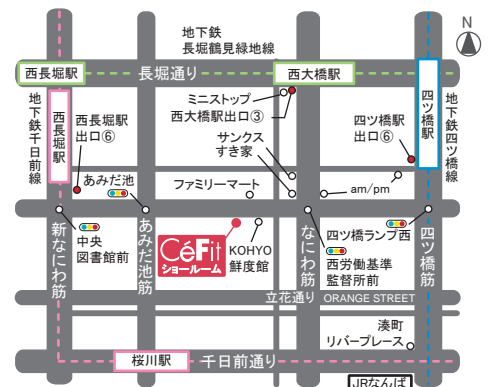 N
地下鉄
長堀鶴見緑地線
西長堀駅
長堀通り
西大橋駅
地下鉄千日前線
西長堀駅
西長堀駅
出口⑥
ミニストップ
西大橋駅出口③
サンクス
すき家
四ツ橋駅
四ツ橋駅
出口⑥
地下鉄四ツ橋線
あみだ池
ファミリーマート
am/pm
中央
図書館前
新なにわ筋
あみだ池筋
CéFit
ショールーム
KOHYO
鮮度館
なにわ筋
西労働基準
監督所前
四ツ橋ランプ西
四ツ橋筋
立花通り ORANGE STREET
湊町
リバープレース
桜川駅
千日前通り
JRなんば